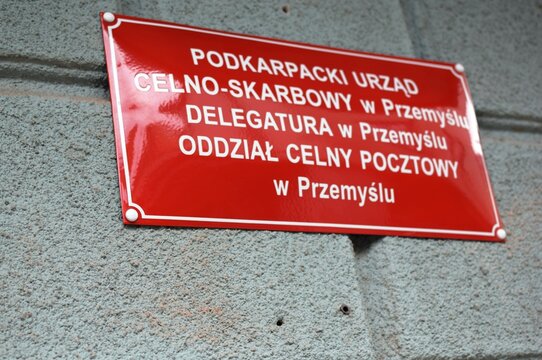 PODKARPACKI URZĄD
CELNO-SKARBOWY w Przemyślu
DELEGATURA w Przemyślu
ODDZIAŁ CELNY POCZTOWY
w Przemyślu